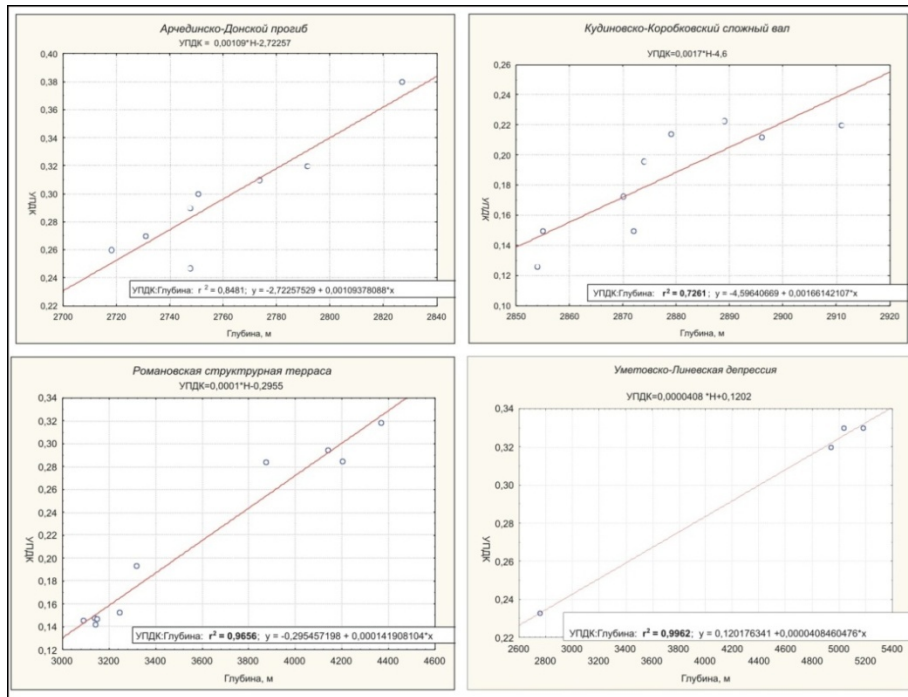 Арчединско-Донской прогиб
УПДК = 0,00109*Н-2,72257
0,40
0,38
0,36
0,34
0,32
0,30
0,28
0,26
0,24
0,22
УПДК
УПДК:Глубина: r² = 0,8481; y = -2,72257529 + 0,00109378088*x
2700 2720 2740 2760 2780 2800 2820 2840
Глубина, м
Кудиновско-Коробковский сложный вал
УПДК=0,0017*Н-4,6
0,26
0,24
0,22
0,20
0,18
0,16
0,14
0,12
0,10
УПДК
УПДК:Глубина: r² = 0,7261; y = -4,59640669 + 0,00166142107*x
2850 2860 2870 2880 2890 2900 2910 2920
Глубина, м
Романовская структрурная терраса
УПДК=0,0001*Н-0,2955
0,34
0,32
0,30
0,28
0,26
0,24
0,22
0,20
0,18
0,16
0,14
0,12
УПДК
УПДК:Глубина: r² = 0,9656; y = -0,295457198 + 0,000141908104*x
3000 3200 3400 3600 3800 4000 4200 4400 4600
Глубина, м
Уметовско-Линевская депрессия
УПДК=0,0000408 *Н+0,1202
0,34
0,32
0,30
0,28
0,26
0,24
0,22
УПДК
УПДК:Глубина: r² = 0,9962; y = 0,120176341 +0,0000408460476*x
2600 3000 3400 3800 4200 4600 5000 5400
2800 3200 3600 4000 4400 4800 5200
Глубина, м